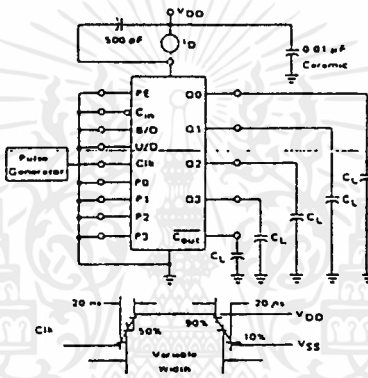 VDD
500 pF
ID
0.01 µF
Ceramic
PE
Cin
B/D
U/D
Clk
P0
P1
P2
P3
Q0
Q1
Q2
Q3
Cout
Pulse
Generator
CL
CL
CL
CL
CL
20 ns
20 ns
Clk
50%
90%
10%
VDD
VSS
Variable
Width